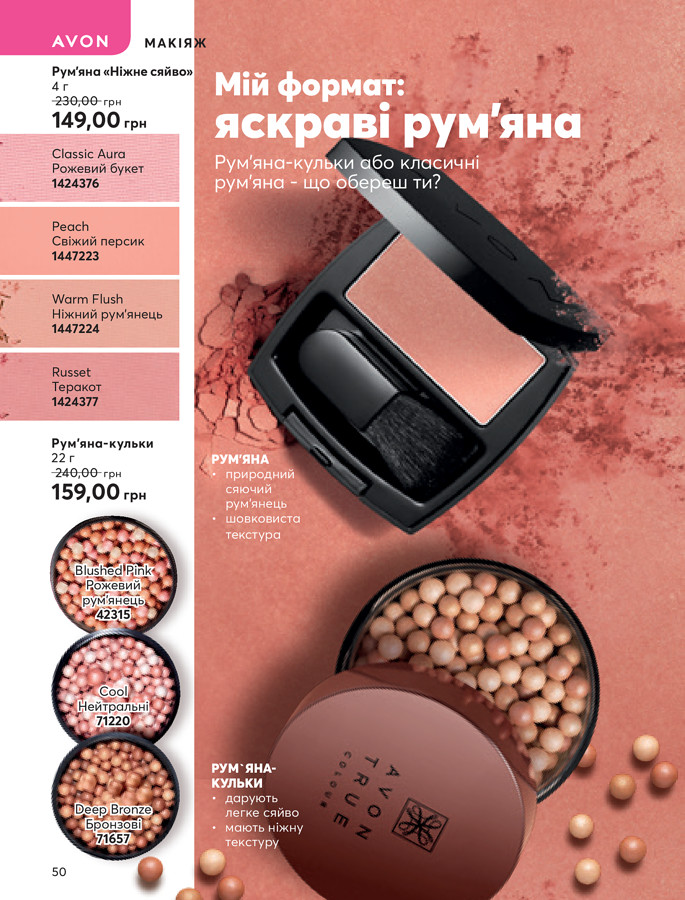 AVON
МАКІЯЖ
Рум'яна «Ніжне сяйво»
4 г
230,00 грн
149,00 грн
Classic Aura
Рожевий букет
1424376
Peach
Свіжий персик
1447223
Warm Flush
Ніжний рум'янець
1447224
Russet
Теракот
1424377
Рум'яна-кульки
22 г
240,00 грн
159,00 грн
Blushed Pink
Рожевий
рум'янець
42315
Cool
Нейтральні
71220
Deep Bronze
Бронзові
71657
50
Мій формат:
яскраві рум'яна
Рум'яна-кульки або класичні
рум'яна - що обереш ти?
AVON
РУМ'ЯНА
• природний
сяючий
рум'янець
• шовковиста
текстура
РУМ`ЯНА-
КУЛЬКИ
• дарують
легке сяйво
• мають ніжну
текстуру
AVON
TRUE
COLOUR